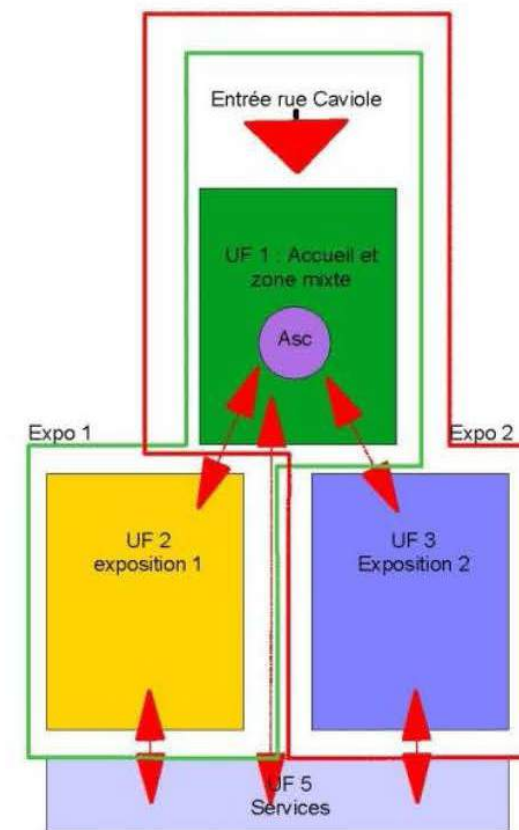 Entrée rue Caviole
UF 1 : Accueil et
zone mixte
Asc
Expo 1
Expo 2
UF 2
exposition 1
UF 3
Exposition 2
UF 5
Services